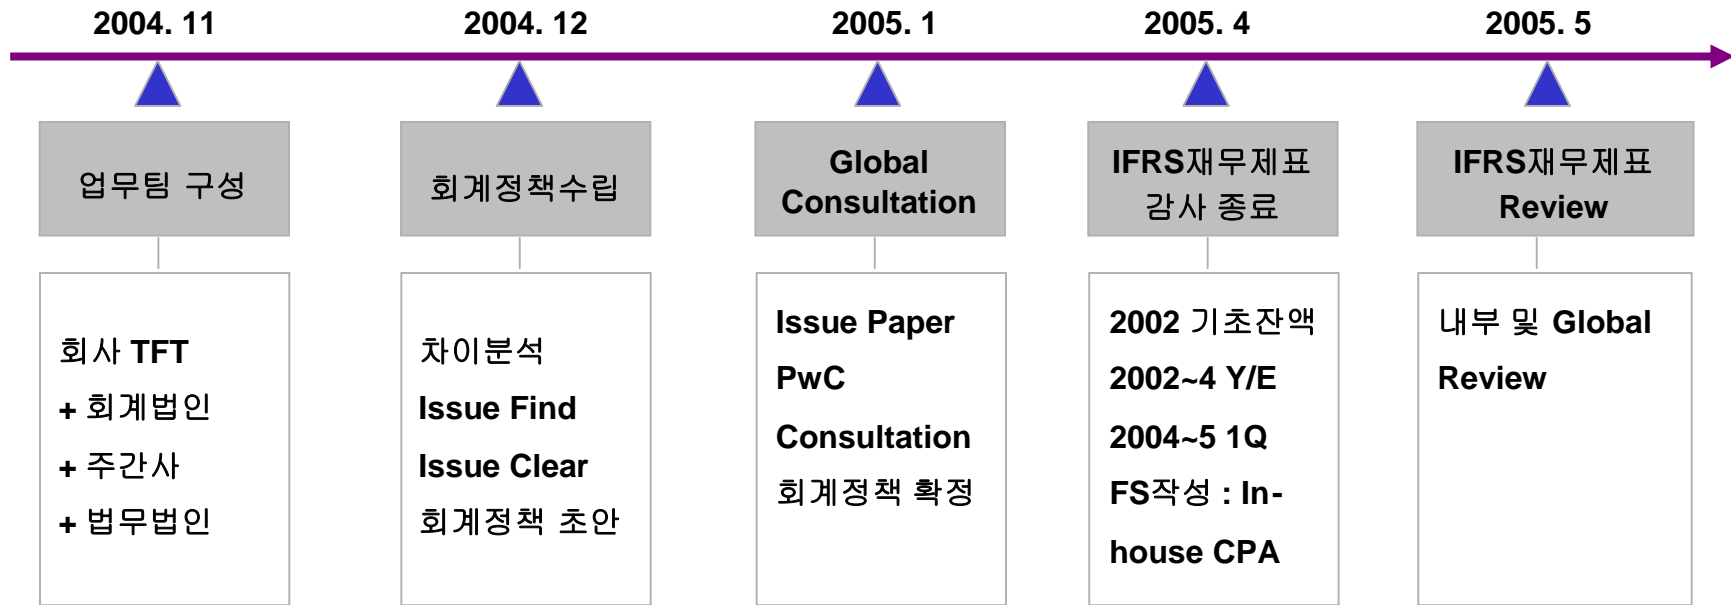 2004. 11
2004. 12
2005. 1
2005. 4
2005. 5
업무팀 구성
회계정책수립
Global
Consultation
IFRS재무제표
감사 종료
IFRS재무제표
Review
회사 TFT
+ 회계법인
+ 주간사
+ 법무법인
차이분석
Issue Find
Issue Clear
회계정책 초안
Issue Paper
PwC
Consultation
회계정책 확정
2002 기초잔액
2002~4 Y/E
2004~5 1Q
FS작성 : In-
house CPA
내부 및 Global
Review